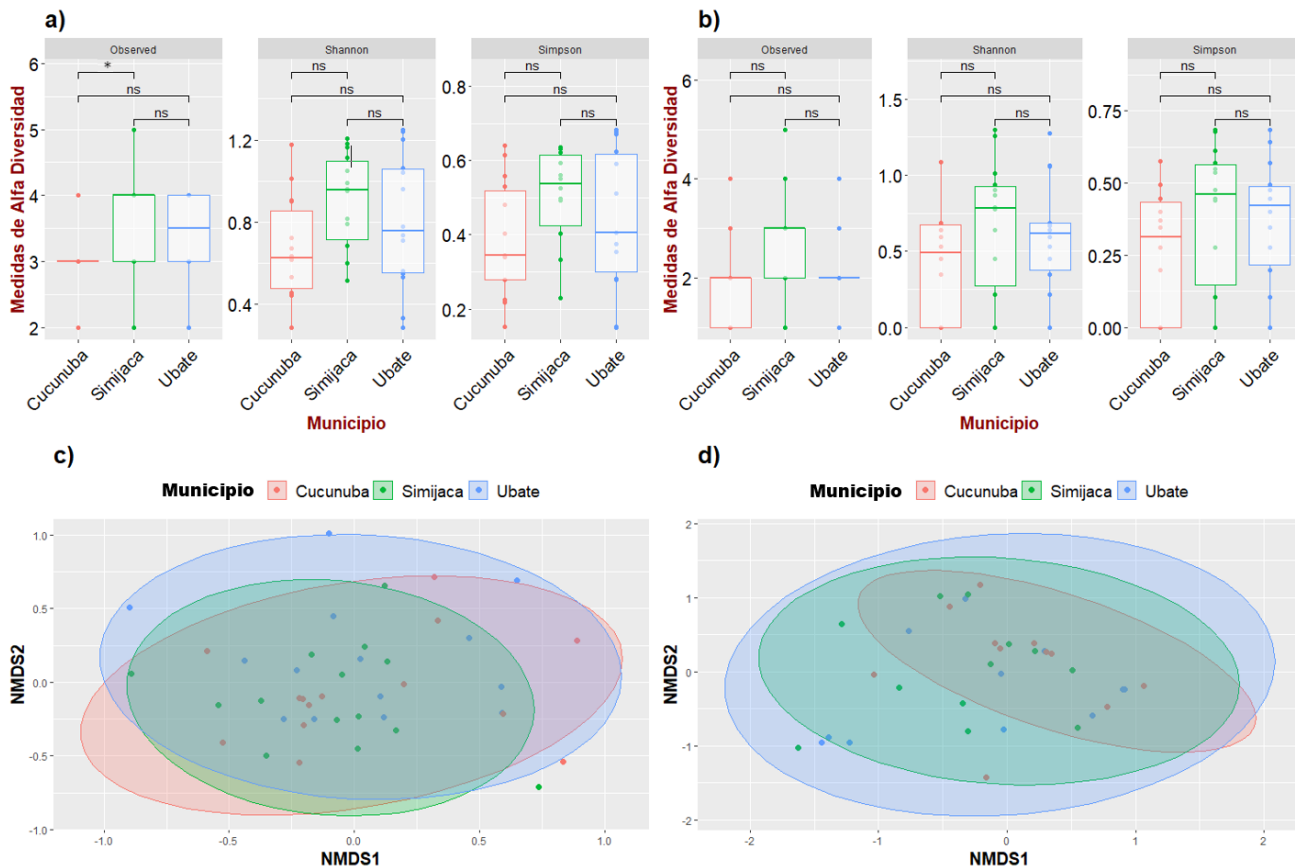 a)
Observed
Shannon
Simpson
Medidas de Alfa Diversidad
6
5
4
3
2
*
ns
ns
1.2
0.8
0.4
ns
ns
ns
0.8
0.6
0.4
0.2
ns
ns
ns
Cucunuba
Simijaca
Ubate
Cucunuba
Simijaca
Ubate
Cucunuba
Simijaca
Ubate
Municipio
b)
Observed
Shannon
Simpson
Medidas de Alfa Diversidad
6
4
2
ns
ns
ns
1.5
1.0
0.5
0.0
ns
ns
ns
0.75
0.50
0.25
0.00
ns
ns
ns
Cucunuba
Simijaca
Ubate
Cucunuba
Simijaca
Ubate
Cucunuba
Simijaca
Ubate
Municipio
c)
Municipio Cucunuba Simijaca Ubate
NMDS2
1.0
0.5
0.0
-0.5
-1.0
-1.0 -0.5 0.0 0.5 1.0
NMDS1
d)
Municipio Cucunuba Simijaca Ubate
NMDS2
2
1
0
-1
-2
-2 -1 0 1 2
NMDS1